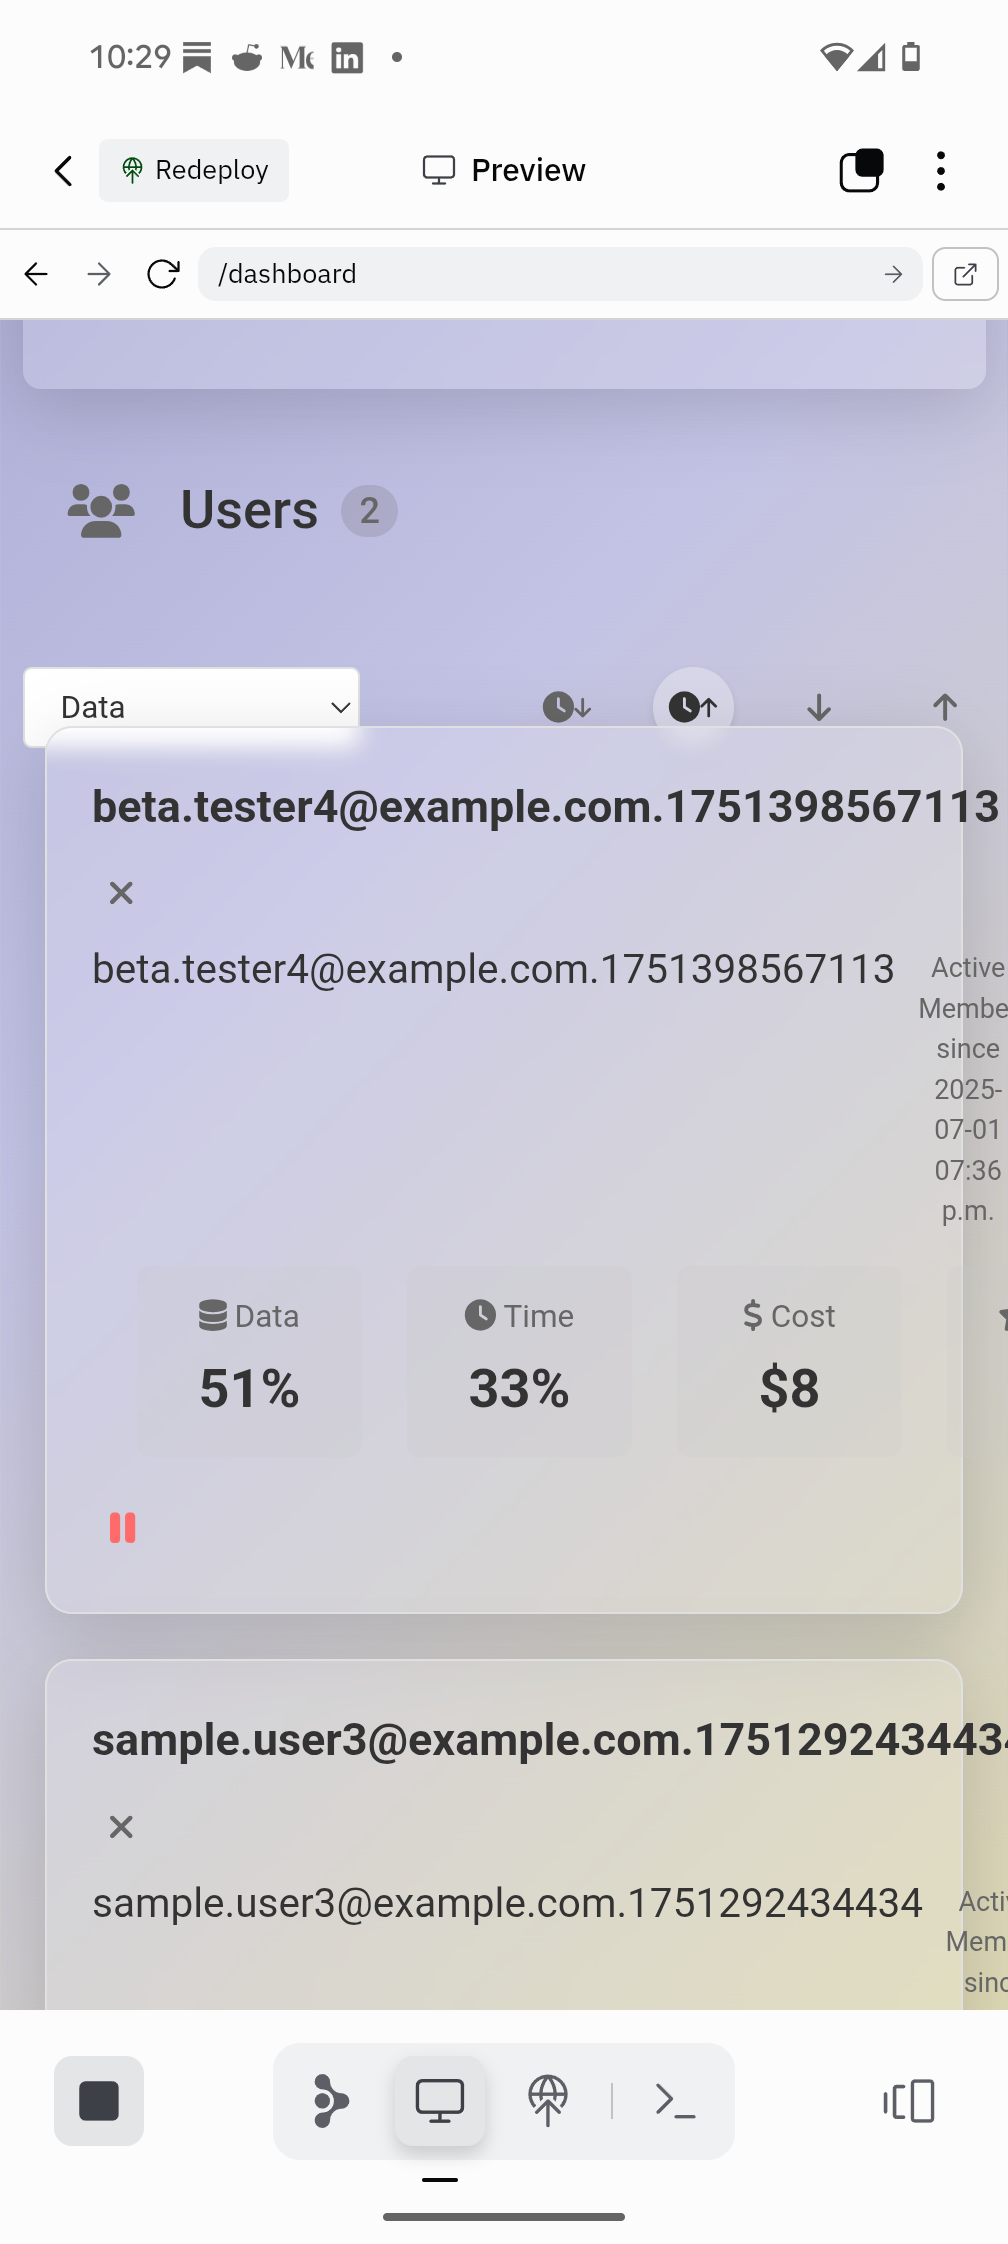 10:29
Redeploy
Preview
/dashboard
Users 2
Data
beta.tester4@example.com.1751398567113
beta.tester4@example.com.1751398567113
Active
Membe
since
2025-
07-01
07:36
p.m.
Data
Time
Cost
51%
33%
$8
sample.user3@example.com.175129243443
sample.user3@example.com.1751292434434
Activ
Mem
sinc